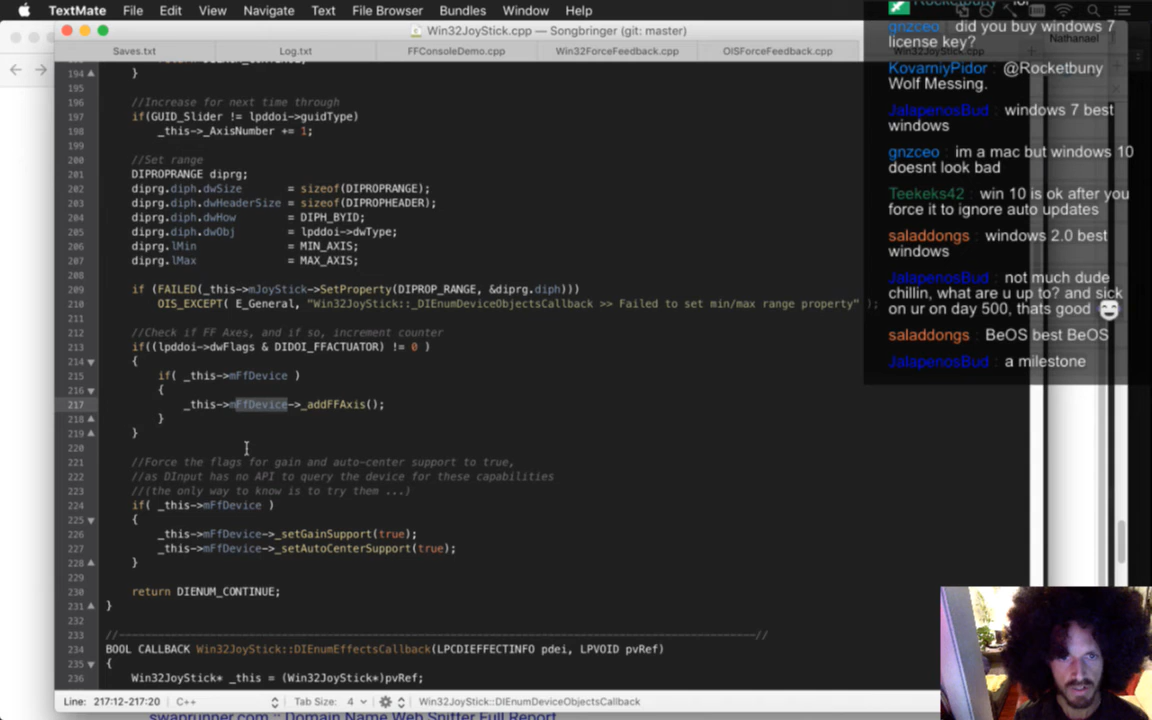 TextMate File Edit View Navigate Text File Browser Bundles Window Help
Win32JoyStick.cpp — Songbringer (git: master)
Saves.txt Log.txt FFConsoleDemo.cpp Win32ForceFeedback.cpp OISForceFeedback.cpp
Nathanael
194 }
195
196 //Increase for next time through
197 if(GUID_Slider != lpddoi->guidType)
198 _this->_AxisNumber += 1;
199
200 //Set range
201 DIPROPRANGE diprg;
202 diprg.diph.dwSize = sizeof(DIPROPRANGE);
203 diprg.diph.dwHeaderSize = sizeof(DIPROPHEADER);
204 diprg.diph.dwHow = DIPH_BYID;
205 diprg.diph.dwObj = lpddoi->dwType;
206 diprg.lMin = MIN_AXIS;
207 diprg.lMax = MAX_AXIS;
208
209 if (FAILED(_this->mJoyStick->SetProperty(DIPROP_RANGE, &diprg.diph)))
210 OIS_EXCEPT( E_General, "Win32JoyStick::_DIEnumDeviceObjectsCallback >> Failed to set min/max range property" );
211
212 //Check if FF Axes, and if so, increment counter
213 if((lpddoi->dwFlags & DIDOI_FFACTUATOR) != 0 )
214 {
215 if( _this->mFfDevice )
216 {
217 _this->mFfDevice->_addFFAxis();
218 }
219 }
220
221 //Force the flags for gain and auto-center support to true,
222 //as DInput has no API to query the device for these capabilities
223 //(the only way to know is to try them ...)
224 if( _this->mFfDevice )
225 {
226 _this->mFfDevice->_setGainSupport(true);
227 _this->mFfDevice->_setAutoCenterSupport(true);
228 }
229
230 return DIENUM_CONTINUE;
231 }
232
233 //------------------------------------------------------------------------------------------------------//
234 BOOL CALLBACK Win32JoyStick::DIEnumEffectsCallback(LPCDIEFFECTINFO pdei, LPVOID pvRef)
235 {
236 Win32JoyStick* _this = (Win32JoyStick*)pvRef;
Line: 217:12-217:20 C++ Tab Size: 4 Win32JoyStick::DIEnumDeviceObjectsCallback
swaprunner.com :: Domain Name Web Sniffer Full Report
gnzceo : did you buy windows 7
license key?
KovarniyPidor : @Rocketbuny
Wolf Messing.
JalapenosBud : windows 7 best
windows
gnzceo : im a mac but windows 10
doesnt look bad
Teekeks42 : win 10 is ok after you
force it to ignore auto updates
saladdongs : windows 2.0 best
windows
JalapenosBud : not much dude
chillin, what are u up to? and sick
on ur on day 500, thats good
saladdongs : BeOS best BeOS
JalapenosBud : a milestone